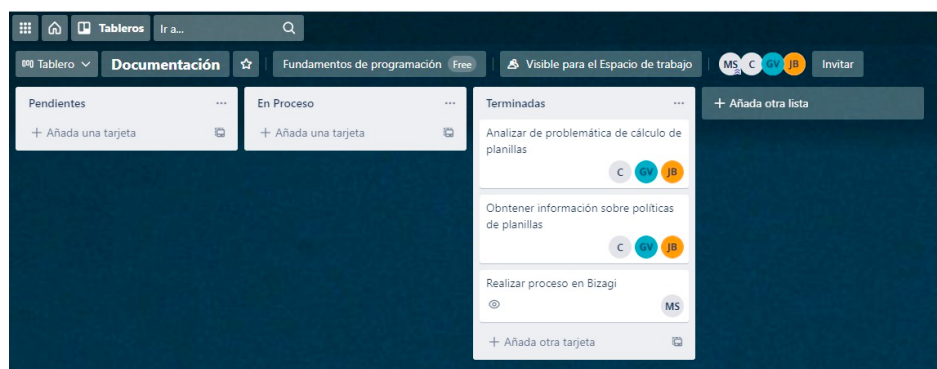 Tableros Ir a...
Tablero Documentación Fundamentos de programación Free Visible para el Espacio de trabajo MS C GV JB Invitar
Pendientes ...
+ Añada una tarjeta
En Proceso ...
+ Añada una tarjeta
Terminadas ...
Analizar de problemática de cálculo de
planillas
C GV JB
Obntener información sobre políticas
de planillas
C GV JB
Realizar proceso en Bizagi
MS
+ Añada otra tarjeta
+ Añada otra lista